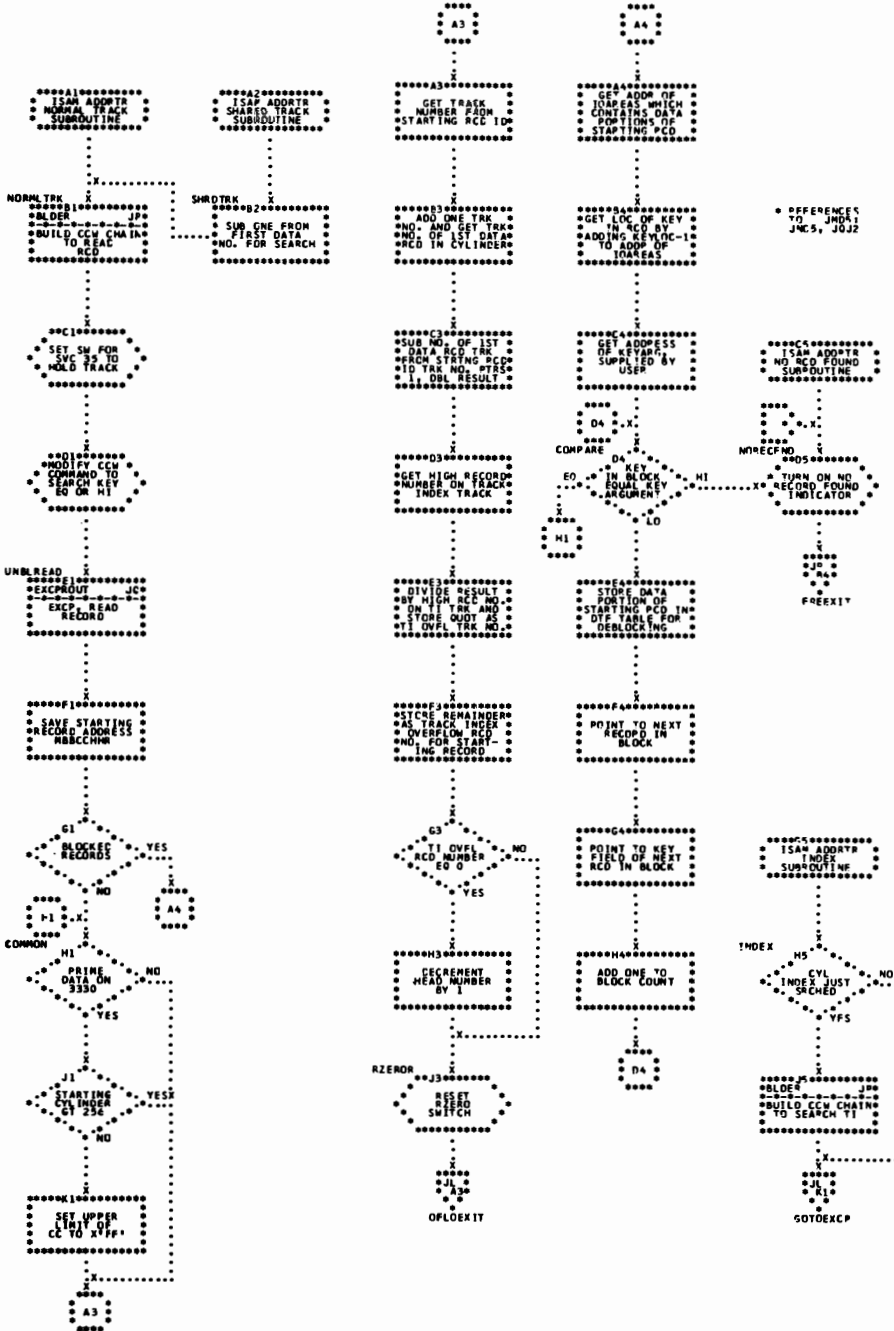 A1
ISAM ADDRTR
NORMAL TRACK
SUBROUTINE
NORMLTRK
B1
BLDER JP
BUILD CCW CHAIN
TO READ
RCD
C1
SET SW FOR
SVC 35 TO
HOLD TRACK
D1
MODIFY CCW
COMMAND TO
SEARCH KEY
EQ OR HI
UNBLREAD
E1
EXCPROUT JC
EXCP, READ
RECORD
F1
SAVE STARTING
RECORD ADDRESS
MBBCCHHR
G1
BLOCKED
RECORDS
YES
NO
A4
H1
COMMON
H1
PRIME
DATA ON
3330
NO
YES
J1
STARTING
CYLINDER
GT 256
YES
NO
K1
SET UPPER
LIMIT OF
CC TO X'FF'
A3
A2
ISAM ADDRTR
SHARED TRACK
SUBROUTINE
SHRDTRK
B2
SUB ONE FROM
FIRST DATA
NO. FOR SEARCH
A3
A3
GET TRACK
NUMBER FROM
STARTING RCD ID
B3
ADD ONE TRK
NO. AND GET TRK
NO. OF 1ST DATA
RCD IN CYLINDER
C3
SUB NO. OF 1ST
DATA RCD TRK
FROM STRTNG RCD
ID TRK NO. PTRS
1, DBL RESULT
D3
GET HIGH RECORD
NUMBER ON TRACK
INDEX TRACK
E3
DIVIDE RESULT
BY HIGH RCD NO.
ON TI TRK AND
STORE QUOT AS
TI OVFL TRK NO.
F3
STORE REMAINDER
AS TRACK INDEX
OVERFLOW RCD
NO. FOR START-
ING RECORD
G3
TI OVFL
RCD NUMBER
EQ 0
NO
YES
H3
DECREMENT
HEAD NUMBER
BY 1
RZEROR
J3
RESET
RZERO
SWITCH
JL
A3
OFLOEXIT
A4
A4
GET ADDR OF
IOAREAS WHICH
CONTAINS DATA
PORTIONS OF
STARTING RCD
B4
GET LOC OF KEY
IN RCD BY
ADDING KEYLOC-1
TO ADDR OF
IOAREAS
C4
GET ADDRESS
OF KEYARG,
SUPPLIED BY
USER
D4
COMPARE
D4
KEY
IN BLOCK
EQUAL KEY
ARGUMENT
EQ
HI
LO
H1
E4
STORE DATA
PORTION OF
STARTING RCD IN
DTF TABLE FOR
DEBLOCKING
F4
POINT TO NEXT
RECORD IN
BLOCK
G4
POINT TO KEY
FIELD OF NEXT
RCD IN BLOCK
H4
ADD ONE TO
BLOCK COUNT
D4
* REFERENCES
TO JMD5,
JNC5, JQJ2
C5
ISAM ADDRTR
NO RCD FOUND
SUBROUTINE
*
NORECFND
D5
TURN ON NO
RECORD FOUND
INDICATOR
B4
FREEXIT
G5
ISAM ADDRTR
INDEX
SUBROUTINE
INDEX
H5
CYL
INDEX JUST
SRCHED
NO
YES
J5
BLDER JP
BUILD CCW CHAIN
TO SEARCH TI
JL
K1
GOTOEXCP